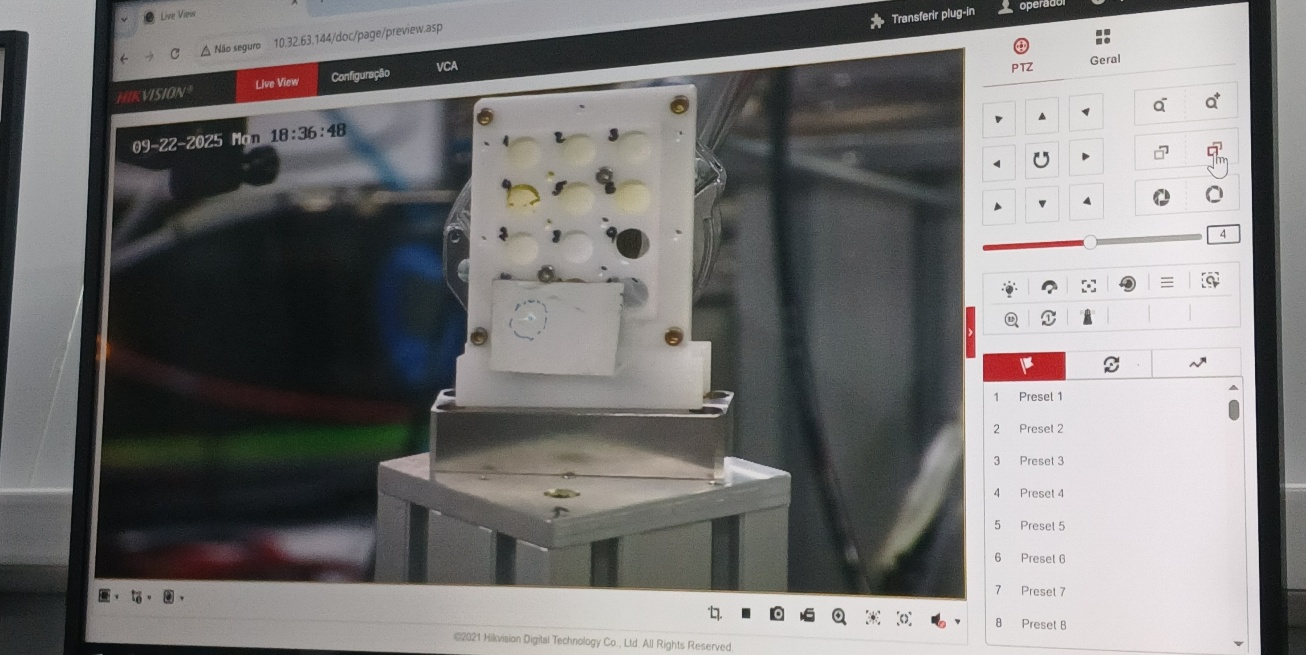 Live View
Não seguro 10.32.63.144/doc/page/preview.asp
Transferir plug-in
operador
HIKVISION®
Live View
Configuração
VCA
PTZ
Geral
09-22-2025 Mon 18:36:48
1 2 3
4
1 Preset 1
2 Preset 2
3 Preset 3
4 Preset 4
5 Preset 5
6 Preset 6
7 Preset 7
8 Preset 8
©2021 Hikvision Digital Technology Co., Ltd. All Rights Reserved.